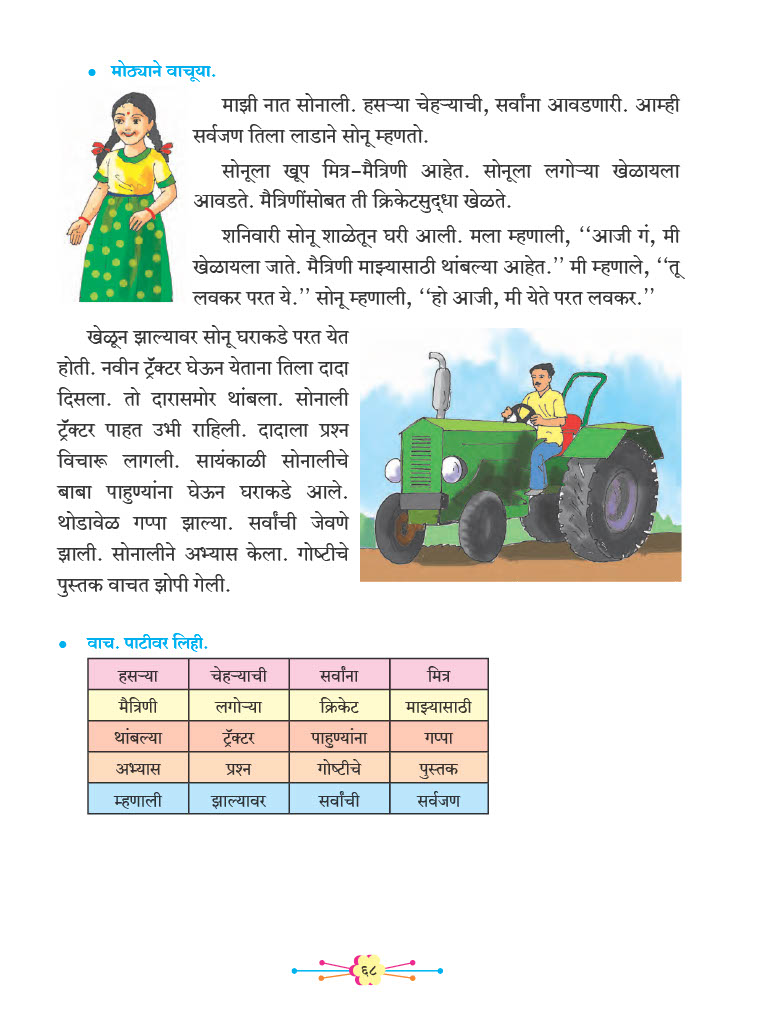 • मोठ्याने वाचूया.
माझी नात सोनाली. हसऱ्या चेहऱ्याची, सर्वांना आवडणारी. आम्ही
सर्वजण तिला लाडाने सोनू म्हणतो.
सोनूला खूप मित्र-मैत्रिणी आहेत. सोनूला लगोऱ्या खेळायला
आवडते. मैत्रिणींसोबत ती क्रिकेटसुद्धा खेळते.
शनिवारी सोनू शाळेतून घरी आली. मला म्हणाली, ‘‘आजी गं, मी
खेळायला जाते. मैत्रिणी माझ्यासाठी थांबल्या आहेत.’’ मी म्हणाले, ‘‘तू
लवकर परत ये.’’ सोनू म्हणाली, ‘‘हो आजी, मी येते परत लवकर.’’
खेळून झाल्यावर सोनू घराकडे परत येत
होती. नवीन ट्रॅक्टर घेऊन येताना तिला दादा
दिसला. तो दारासमोर थांबला. सोनाली
ट्रॅक्टर पाहत उभी राहिली. दादाला प्रश्न
विचारू लागली. सायंकाळी सोनालीचे
बाबा पाहुण्यांना घेऊन घराकडे आले.
थोडावेळ गप्पा झाल्या. सर्वांची जेवणे
झाली. सोनालीने अभ्यास केला. गोष्टीचे
पुस्तक वाचत झोपी गेली.
• वाच. पाटीवर लिही.
हसऱ्या चेहऱ्याची सर्वांना मित्र
मैत्रिणी लगोऱ्या क्रिकेट माझ्यासाठी
थांबल्या ट्रॅक्टर पाहुण्यांना गप्पा
अभ्यास प्रश्न गोष्टीचे पुस्तक
म्हणाली झाल्यावर सर्वांची सर्वजण
६८